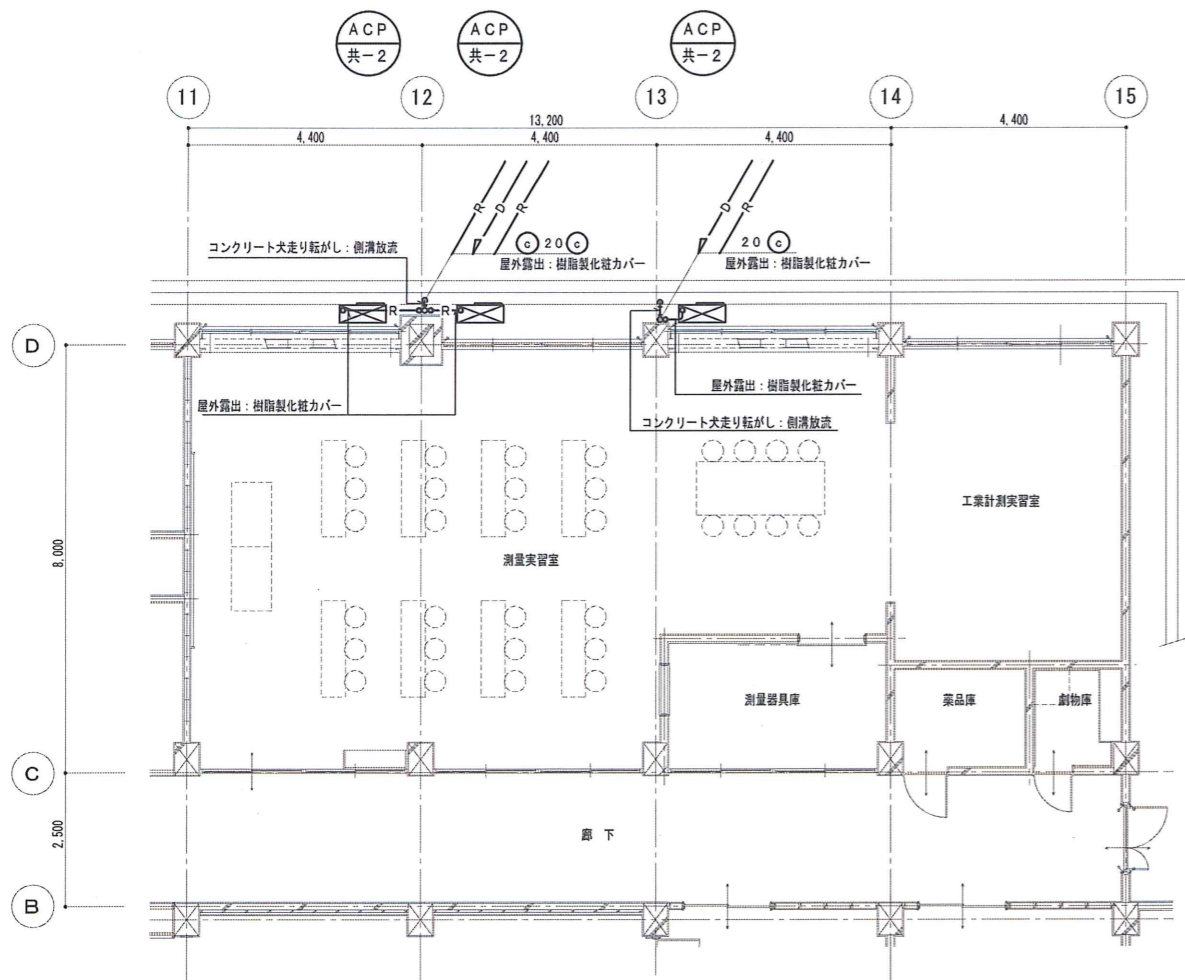 ACP
共-2
ACP
共-2
ACP
共-2
11
12
13
14
15
13,200
4,400
4,400
4,400
4,400
R
D
R
D
R
コンクリート犬走り転がし：側溝放流
c 20 c
屋外露出：樹脂製化粧カバー
20 c
屋外露出：樹脂製化粧カバー
R
R
D
屋外露出：樹脂製化粧カバー
屋外露出：樹脂製化粧カバー
コンクリート犬走り転がし：側溝放流
8,000
工業計測実習室
測量実習室
測量器具庫
薬品庫
劇物庫
C
2,500
廊下
B